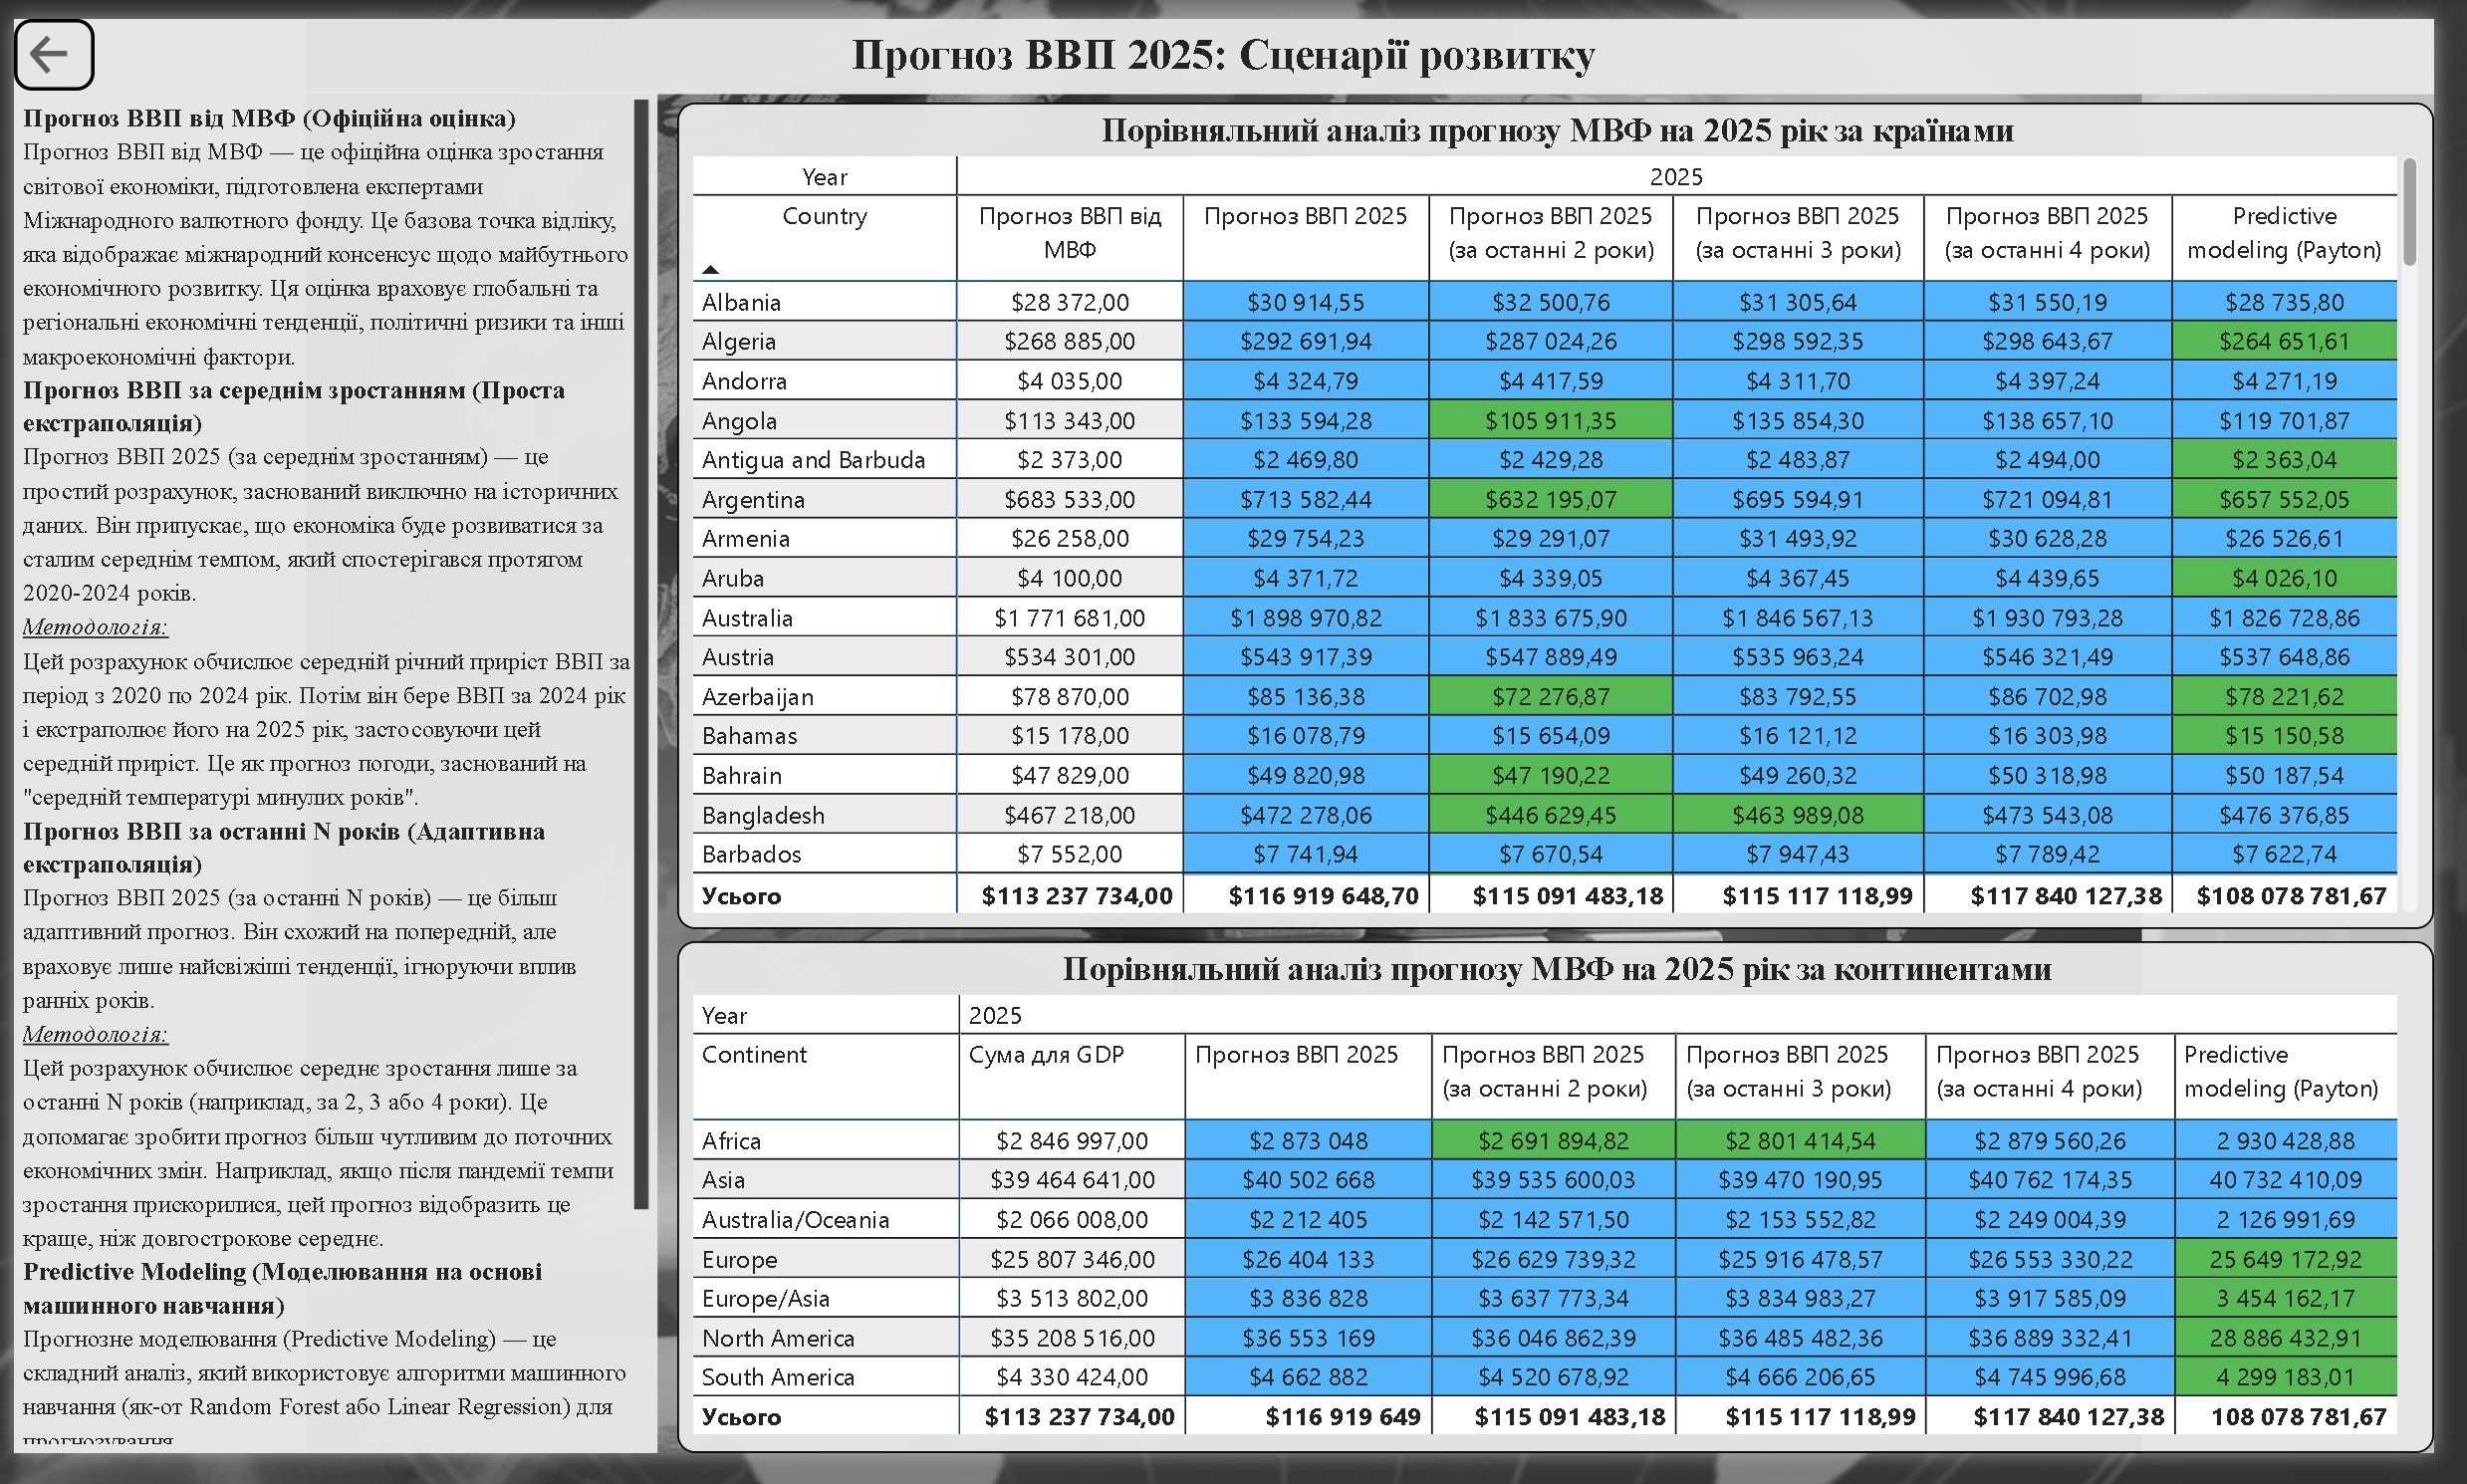 Прогноз ВВП 2025: Сценарії розвитку
Прогноз ВВП від МВФ (Офіційна оцінка)
Прогноз ВВП від МВФ — це офіційна оцінка зростання
світової економіки, підготовлена експертами
Міжнародного валютного фонду. Це базова точка відліку,
яка відображає міжнародний консенсус щодо майбутнього
економічного розвитку. Ця оцінка враховує глобальні та
регіональні економічні тенденції, політичні ризики та інші
макроекономічні фактори.
Прогноз ВВП за середнім зростанням (Проста
екстраполяція)
Прогноз ВВП 2025 (за середнім зростанням) — це
простий розрахунок, заснований виключно на історичних
даних. Він припускає, що економіка буде розвиватися за
сталим середнім темпом, який спостерігався протягом
2020-2024 років.
Методологія:
Цей розрахунок обчислює середній річний приріст ВВП за
період з 2020 по 2024 рік. Потім він бере ВВП за 2024 рік
і екстраполює його на 2025 рік, застосовуючи цей
середній приріст. Це як прогноз погоди, заснований на
"середній температурі минулих років".
Прогноз ВВП за останні N років (Адаптивна
екстраполяція)
Прогноз ВВП 2025 (за останні N років) — це більш
адаптивний прогноз. Він схожий на попередній, але
враховує лише найсвіжіші тенденції, ігноруючи вплив
ранніх років.
Методологія:
Цей розрахунок обчислює середнє зростання лише за
останні N років (наприклад, за 2, 3 або 4 роки). Це
допомагає зробити прогноз більш чутливим до поточних
економічних змін. Наприклад, якщо після пандемії темпи
зростання прискорилися, цей прогноз відобразить це
краще, ніж довгострокове середнє.
Predictive Modeling (Моделювання на основі
машинного навчання)
Прогнозне моделювання (Predictive Modeling) — це
складний аналіз, який використовує алгоритми машинного
навчання (як-от Random Forest або Linear Regression) для
прогнозування
Порівняльний аналіз прогнозу МВФ на 2025 рік за країнами
Year 2025
Country Прогноз ВВП від МВФ Прогноз ВВП 2025 Прогноз ВВП 2025 (за останні 2 роки) Прогноз ВВП 2025 (за останні 3 роки) Прогноз ВВП 2025 (за останні 4 роки) Predictive modeling (Payton)
Albania $28 372,00 $30 914,55 $32 500,76 $31 305,64 $31 550,19 $28 735,80
Algeria $268 885,00 $292 691,94 $287 024,26 $298 592,35 $298 643,67 $264 651,61
Andorra $4 035,00 $4 324,79 $4 417,59 $4 311,70 $4 397,24 $4 271,19
Angola $113 343,00 $133 594,28 $105 911,35 $135 854,30 $138 657,10 $119 701,87
Antigua and Barbuda $2 373,00 $2 469,80 $2 429,28 $2 483,87 $2 494,00 $2 363,04
Argentina $683 533,00 $713 582,44 $632 195,07 $695 594,91 $721 094,81 $657 552,05
Armenia $26 258,00 $29 754,23 $29 291,07 $31 493,92 $30 628,28 $26 526,61
Aruba $4 100,00 $4 371,72 $4 339,05 $4 367,45 $4 439,65 $4 026,10
Australia $1 771 681,00 $1 898 970,82 $1 833 675,90 $1 846 567,13 $1 930 793,28 $1 826 728,86
Austria $534 301,00 $543 917,39 $547 889,49 $535 963,24 $546 321,49 $537 648,86
Azerbaijan $78 870,00 $85 136,38 $72 276,87 $83 792,55 $86 702,98 $78 221,62
Bahamas $15 178,00 $16 078,79 $15 654,09 $16 121,12 $16 303,98 $15 150,58
Bahrain $47 829,00 $49 820,98 $47 190,22 $49 260,32 $50 318,98 $50 187,54
Bangladesh $467 218,00 $472 278,06 $446 629,45 $463 989,08 $473 543,08 $476 376,85
Barbados $7 552,00 $7 741,94 $7 670,54 $7 947,43 $7 789,42 $7 622,74
Усього $113 237 734,00 $116 919 648,70 $115 091 483,18 $115 117 118,99 $117 840 127,38 $108 078 781,67
Порівняльний аналіз прогнозу МВФ на 2025 рік за континентами
Year 2025
Continent Сума для GDP Прогноз ВВП 2025 Прогноз ВВП 2025 (за останні 2 роки) Прогноз ВВП 2025 (за останні 3 роки) Прогноз ВВП 2025 (за останні 4 роки) Predictive modeling (Payton)
Africa $2 846 997,00 $2 873 048 $2 691 894,82 $2 801 414,54 $2 879 560,26 2 930 428,88
Asia $39 464 641,00 $40 502 668 $39 535 600,03 $39 470 190,95 $40 762 174,35 40 732 410,09
Australia/Oceania $2 066 008,00 $2 212 405 $2 142 571,50 $2 153 552,82 $2 249 004,39 2 126 991,69
Europe $25 807 346,00 $26 404 133 $26 629 739,32 $25 916 478,57 $26 553 330,22 25 649 172,92
Europe/Asia $3 513 802,00 $3 836 828 $3 637 773,34 $3 834 983,27 $3 917 585,09 3 454 162,17
North America $35 208 516,00 $36 553 169 $36 046 862,39 $36 485 482,36 $36 889 332,41 28 886 432,91
South America $4 330 424,00 $4 662 882 $4 520 678,92 $4 666 206,65 $4 745 996,68 4 299 183,01
Усього $113 237 734,00 $116 919 649 $115 091 483,18 $115 117 118,99 $117 840 127,38 108 078 781,67